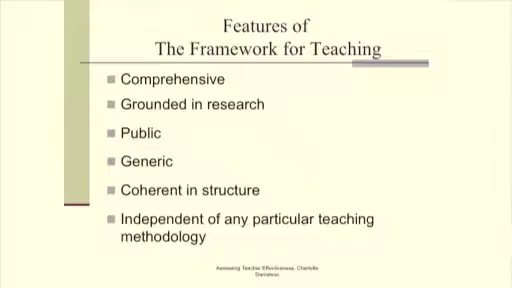 Features of
The Framework for Teaching
Comprehensive
Grounded in research
Public
Generic
Coherent in structure
Independent of any particular teaching
methodology
Assessing Teacher Effectiveness, Charlotte
Danielson